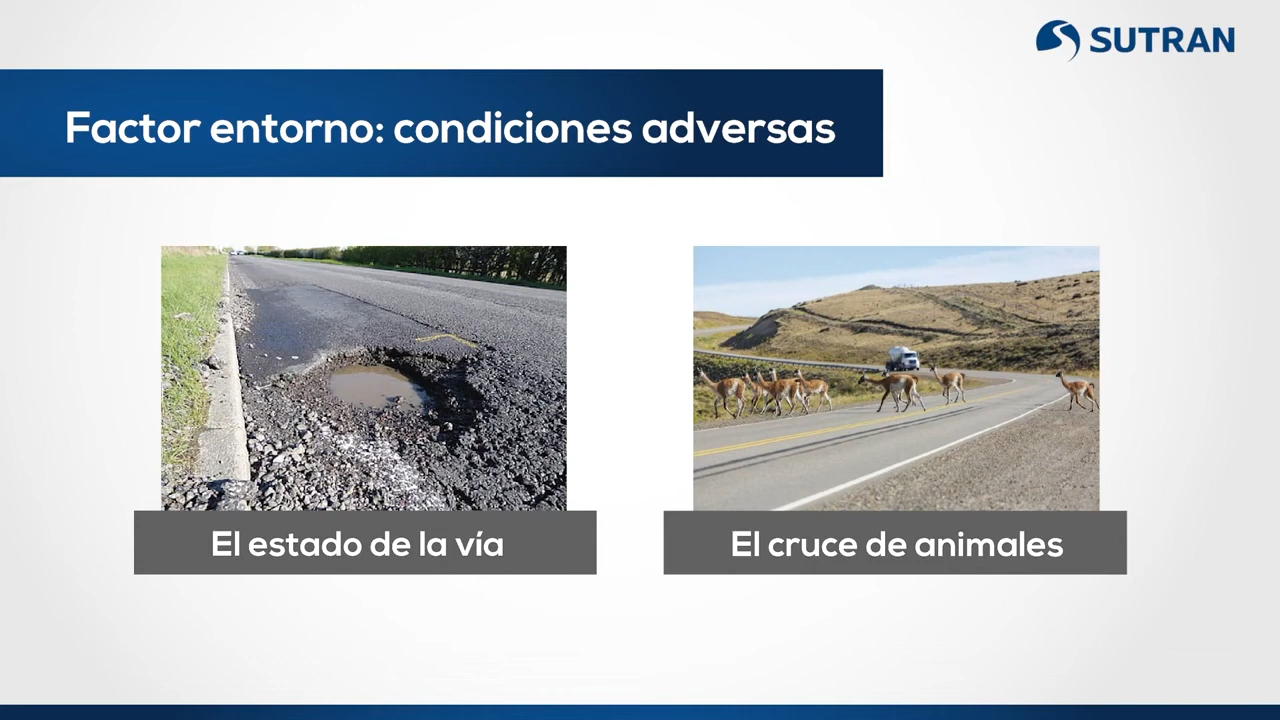 SUTRAN
Factor entorno: condiciones adversas
El estado de la vía
El cruce de animales